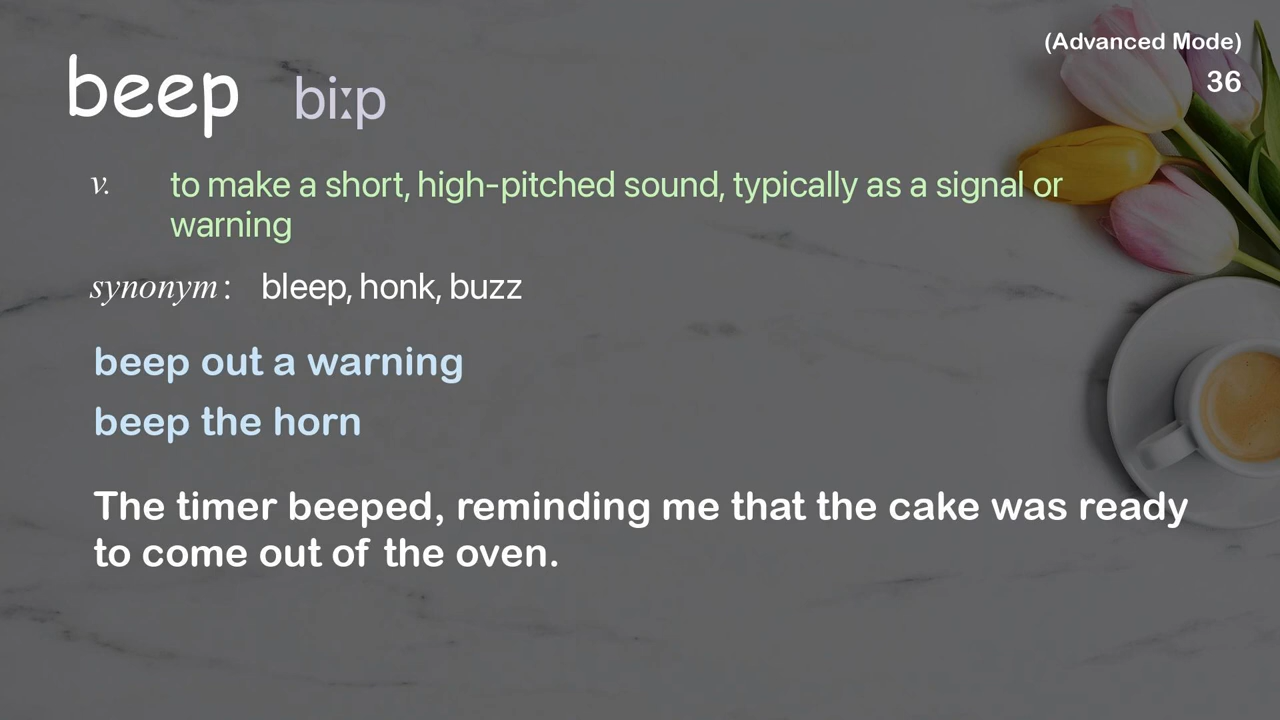 (Advanced Mode)
36
beep biːp
v. to make a short, high-pitched sound, typically as a signal or
warning
synonym: bleep, honk, buzz
beep out a warning
beep the horn
The timer beeped, reminding me that the cake was ready
to come out of the oven.